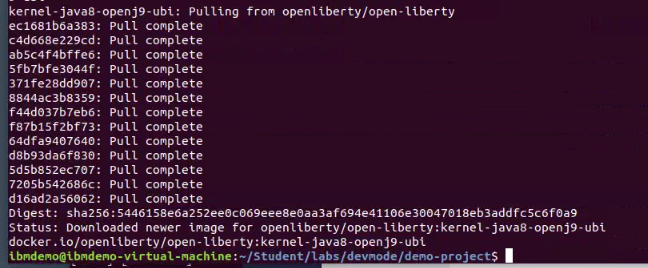 kernel-java8-openj9-ubi: Pulling from openliberty/open-liberty
ec1681b6a383: Pull complete
c4d668e229cd: Pull complete
ab5c4f4bffe6: Pull complete
5fb7bfe3044f: Pull complete
371fe28dd907: Pull complete
8844ac3b8359: Pull complete
f44d037b7eb6: Pull complete
f87b15f2bf73: Pull complete
64dfa9407640: Pull complete
d8b93da6f830: Pull complete
5d5b852ec707: Pull complete
7205b542686c: Pull complete
d16ad2a56062: Pull complete
Digest: sha256:5446158e6a252ee0c069eee8e0aa3af694e41106e30047018eb3addfc5c6f0a9
Status: Downloaded newer image for openliberty/open-liberty:kernel-java8-openj9-ubi
docker.io/openliberty/open-liberty:kernel-java8-openj9-ubi
ibmdemo@ibmdemo-virtual-machine:~/Student/labs/devmode/demo-project$